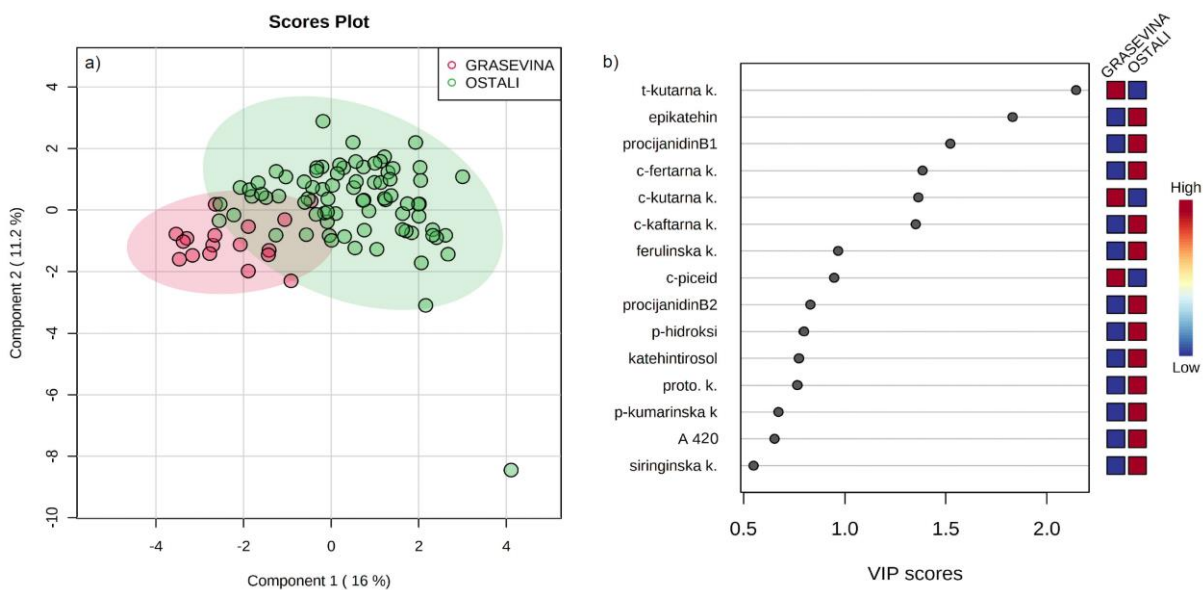 Scores Plot
a)
GRASEVINA
OSTALI
4
2
0
-2
-4
-6
-8
-10
Component 2 ( 11.2 %)
-4
-2
0
2
4
Component 1 ( 16 %)
b)
GRASEVINA
OSTALI
t-kutarna k.
epikatehin
procijanidinB1
c-fertarna k.
c-kutarna k.
c-kaftarna k.
ferulinska k.
c-piceid
procijanidinB2
p-hidroksi
katehintirosol
proto. k.
p-kumarinska k
A 420
siringinska k.
High
Low
0.5
1.0
1.5
2.0
VIP scores